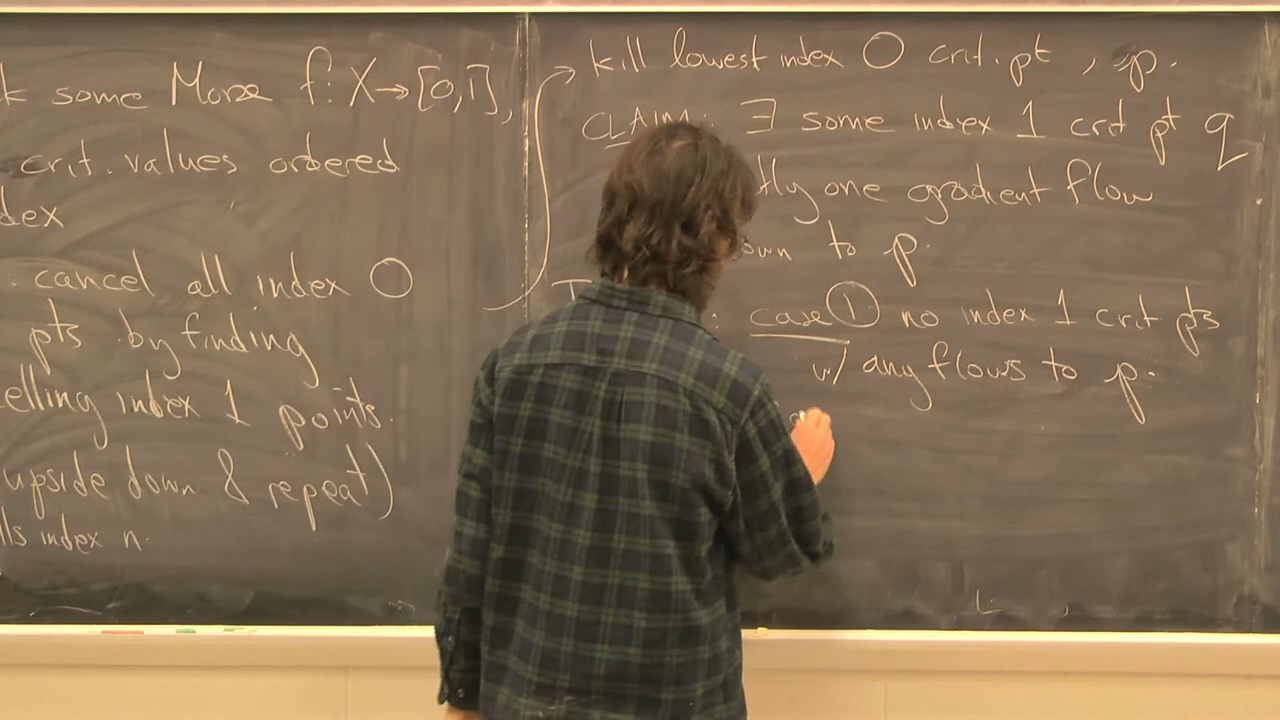 some Morse f: X→[0,1],
crit. values ordered
dex
cancel all index 0
pts by finding
elling index 1 points.
upside down & repeat)
lls index n.
kill lowest index 0 crit. pt, p.
CLAIM: ∃ some index 1 crit pt q
tly one gradient flow
own to p.
: case ① no index 1 crit pts
w/ any flows to p.